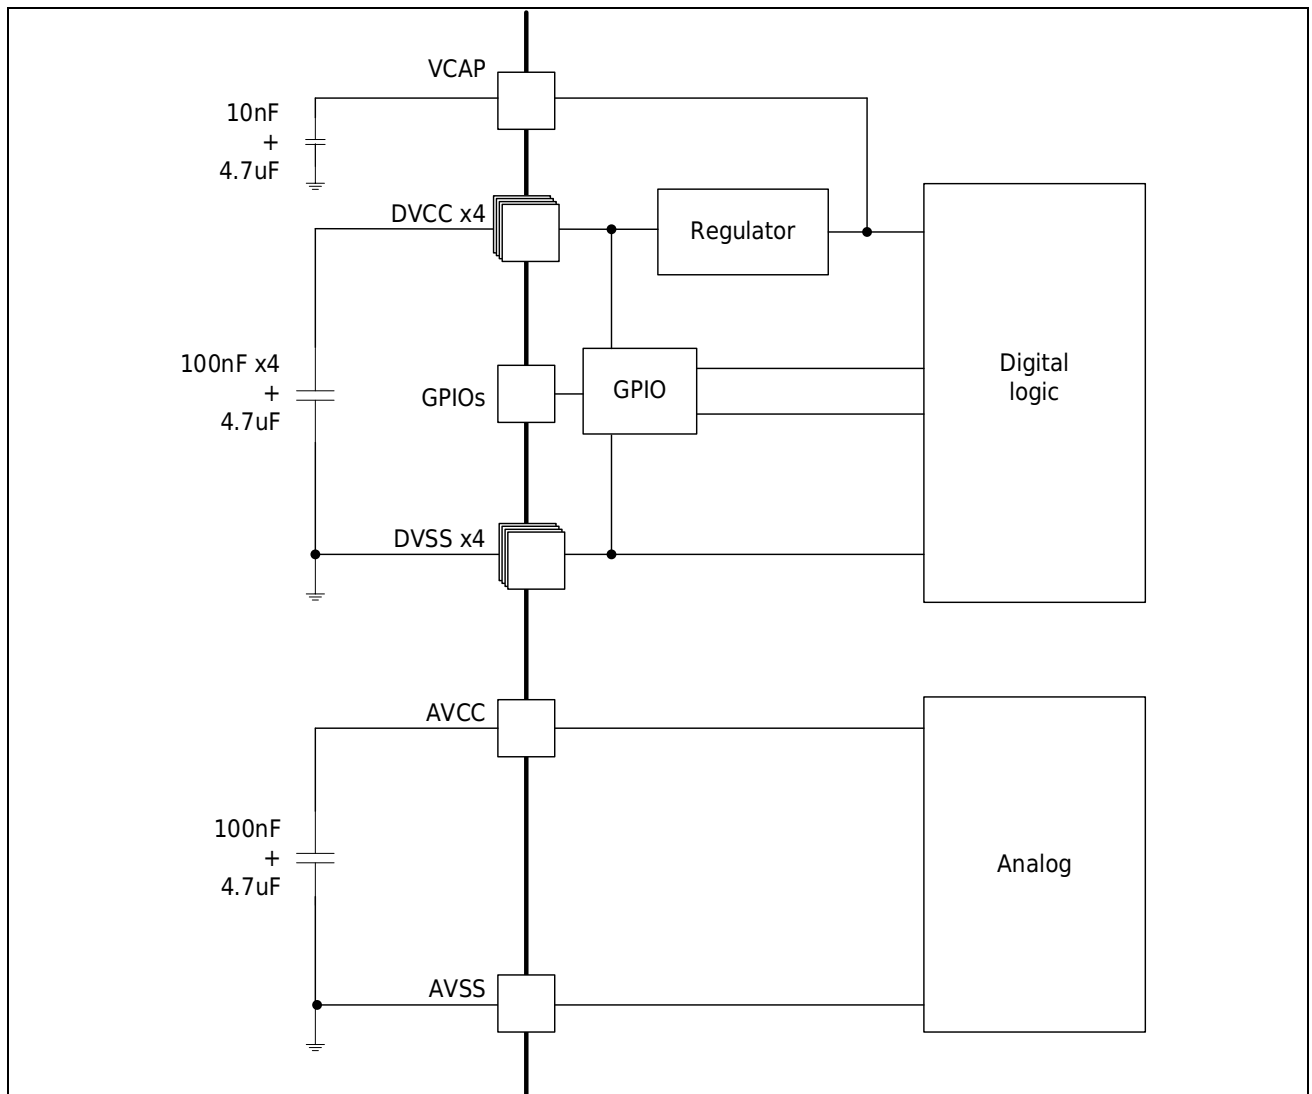 VCAP
10nF
+
4.7uF
DVCC x4
Regulator
100nF x4
+
4.7uF
GPIOs
GPIO
Digital
logic
DVSS x4
AVCC
100nF
+
4.7uF
Analog
AVSS